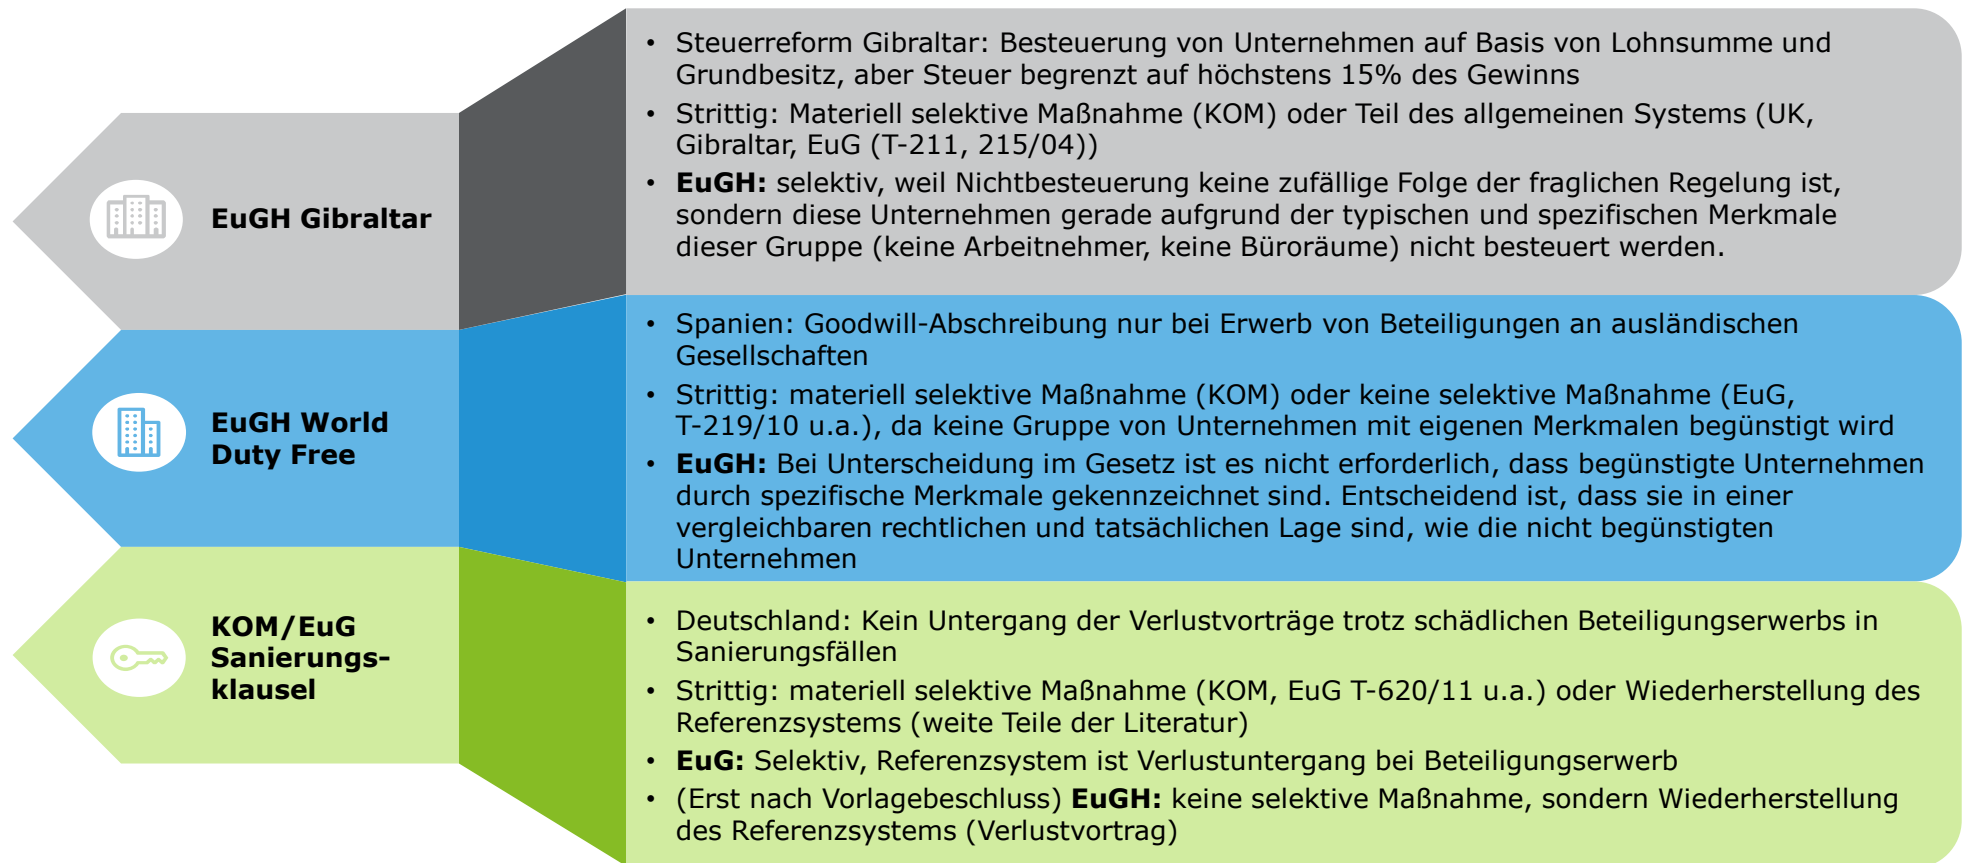 EuGH Gibraltar
• Steuerreform Gibraltar: Besteuerung von Unternehmen auf Basis von Lohnsumme und
Grundbesitz, aber Steuer begrenzt auf höchstens 15% des Gewinns
• Strittig: Materiell selektive Maßnahme (KOM) oder Teil des allgemeinen Systems (UK,
Gibraltar, EuG (T-211, 215/04))
• EuGH: selektiv, weil Nichtbesteuerung keine zufällige Folge der fraglichen Regelung ist,
sondern diese Unternehmen gerade aufgrund der typischen und spezifischen Merkmale
dieser Gruppe (keine Arbeitnehmer, keine Büroräume) nicht besteuert werden.
EuGH World
Duty Free
• Spanien: Goodwill-Abschreibung nur bei Erwerb von Beteiligungen an ausländischen
Gesellschaften
• Strittig: materiell selektive Maßnahme (KOM) oder keine selektive Maßnahme (EuG,
T-219/10 u.a.), da keine Gruppe von Unternehmen mit eigenen Merkmalen begünstigt wird
• EuGH: Bei Unterscheidung im Gesetz ist es nicht erforderlich, dass begünstigte Unternehmen
durch spezifische Merkmale gekennzeichnet sind. Entscheidend ist, dass sie in einer
vergleichbaren rechtlichen und tatsächlichen Lage sind, wie die nicht begünstigten
Unternehmen
KOM/EuG
Sanierungs-
klausel
• Deutschland: Kein Untergang der Verlustvorträge trotz schädlichen Beteiligungserwerbs in
Sanierungsfällen
• Strittig: materiell selektive Maßnahme (KOM, EuG T-620/11 u.a.) oder Wiederherstellung des
Referenzsystems (weite Teile der Literatur)
• EuG: Selektiv, Referenzsystem ist Verlustuntergang bei Beteiligungserwerb
• (Erst nach Vorlagebeschluss) EuGH: keine selektive Maßnahme, sondern Wiederherstellung
des Referenzsystems (Verlustvortrag)